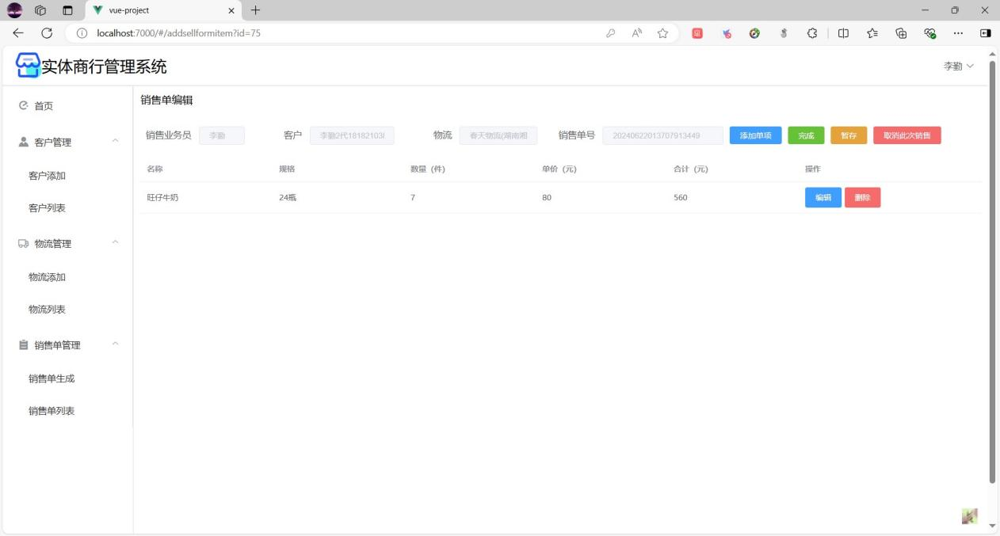 vue-project
localhost:7000/#/addsellformitem?id=75
实体商行管理系统
李勤
首页
客户管理
客户添加
客户列表
物流管理
物流添加
物流列表
销售单管理
销售单生成
销售单列表
销售单编辑
销售业务员 李勤 客户 李勤2代18182103 物流 春天物流(湖南湘 销售单号 20240622013707913449 添加单项 完成 暂存 取消此次销售
名称 规格 数量（件） 单价（元） 合计（元） 操作
旺仔牛奶 24瓶 7 80 560 编辑 删除